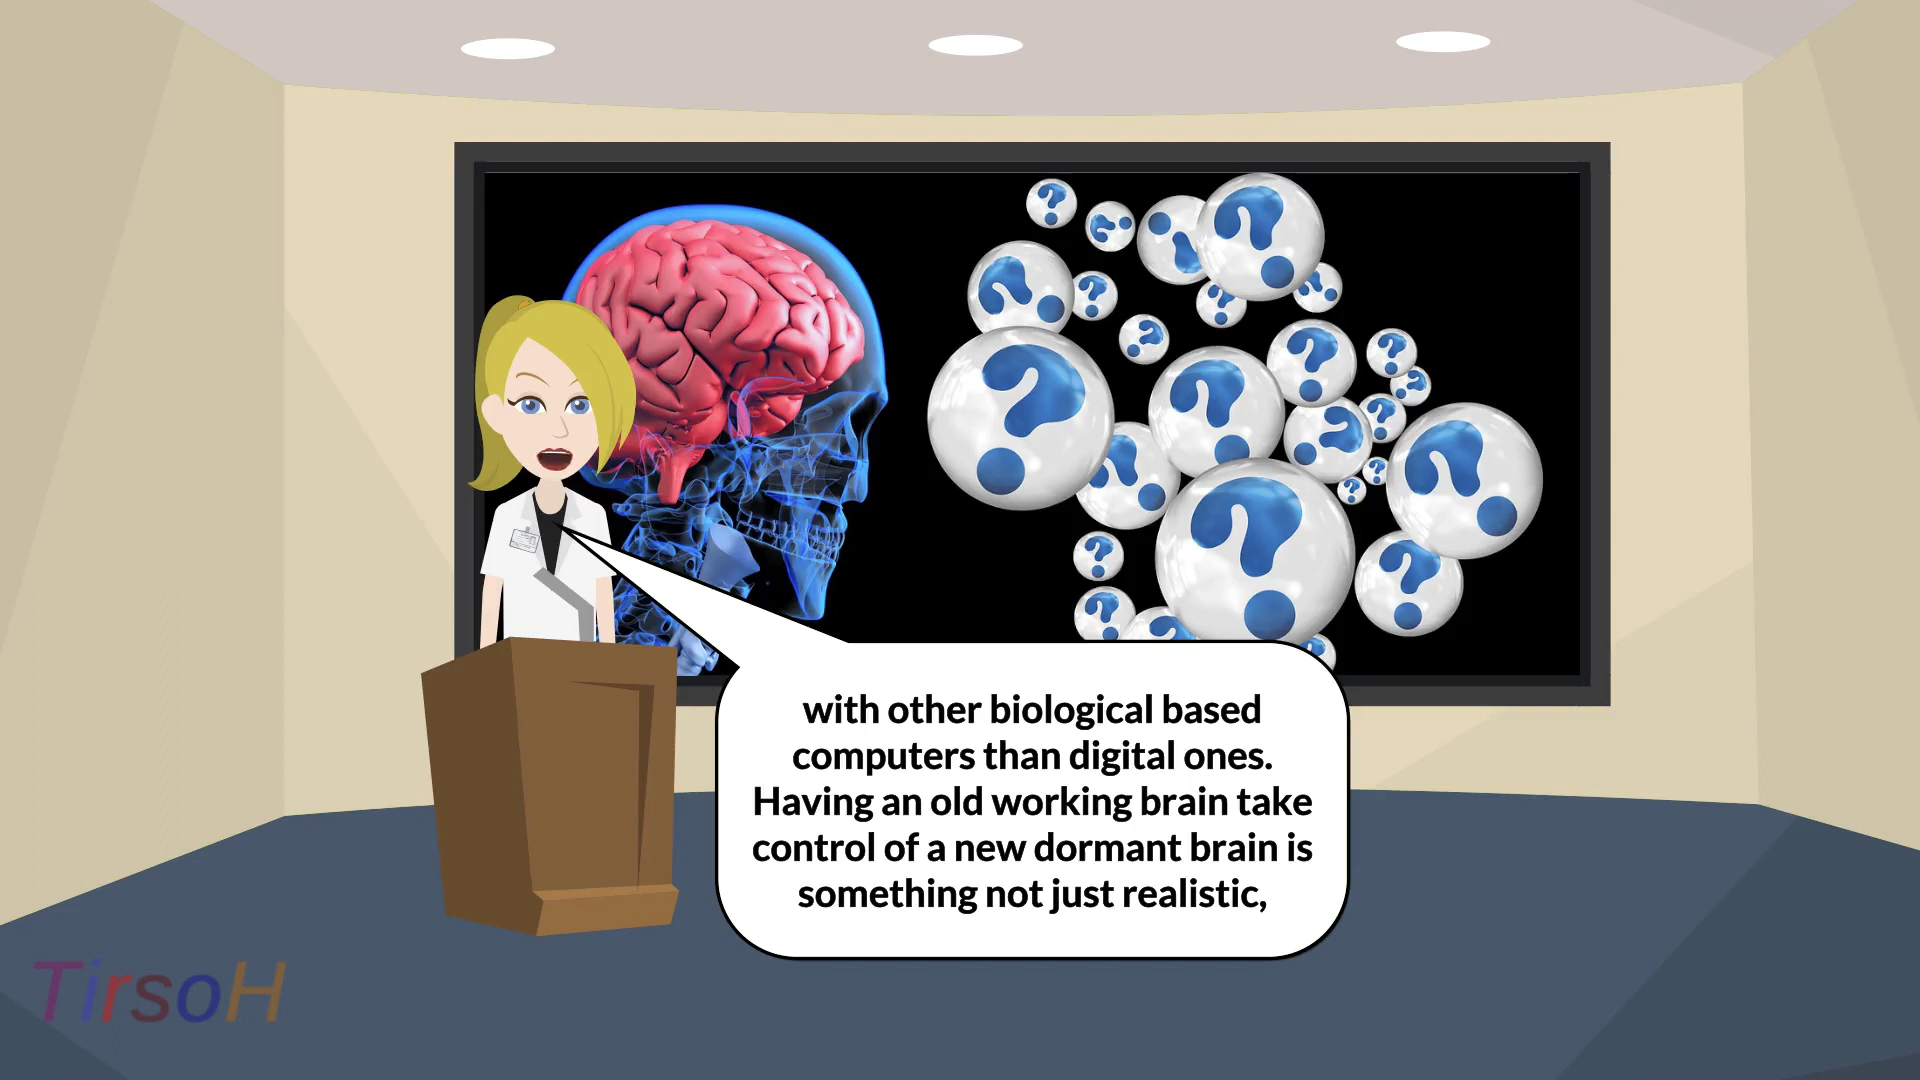 with other biological based
computers than digital ones.
Having an old working brain take
control of a new dormant brain is
something not just realistic,
TirsoH